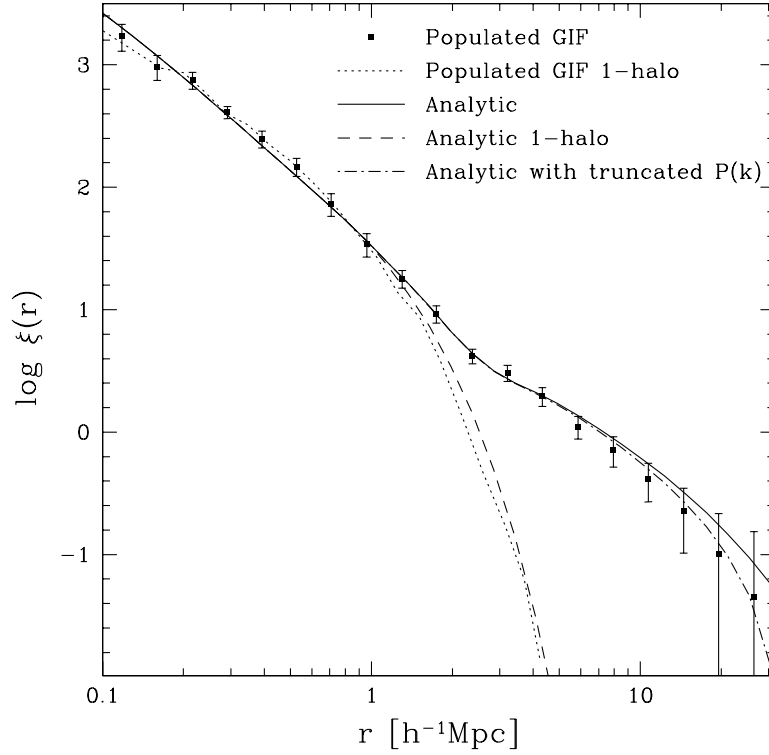 Populated GIF
Populated GIF 1-halo
Analytic
Analytic 1-halo
Analytic with truncated P(k)
3
2
1
0
−1
log ξ(r)
0.1
1
10
r [h⁻¹Mpc]